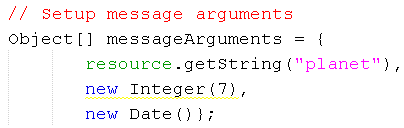 // Setup message arguments
Object[] messageArguments = {
resource.getString("planet"),
new Integer(7),
new Date()};